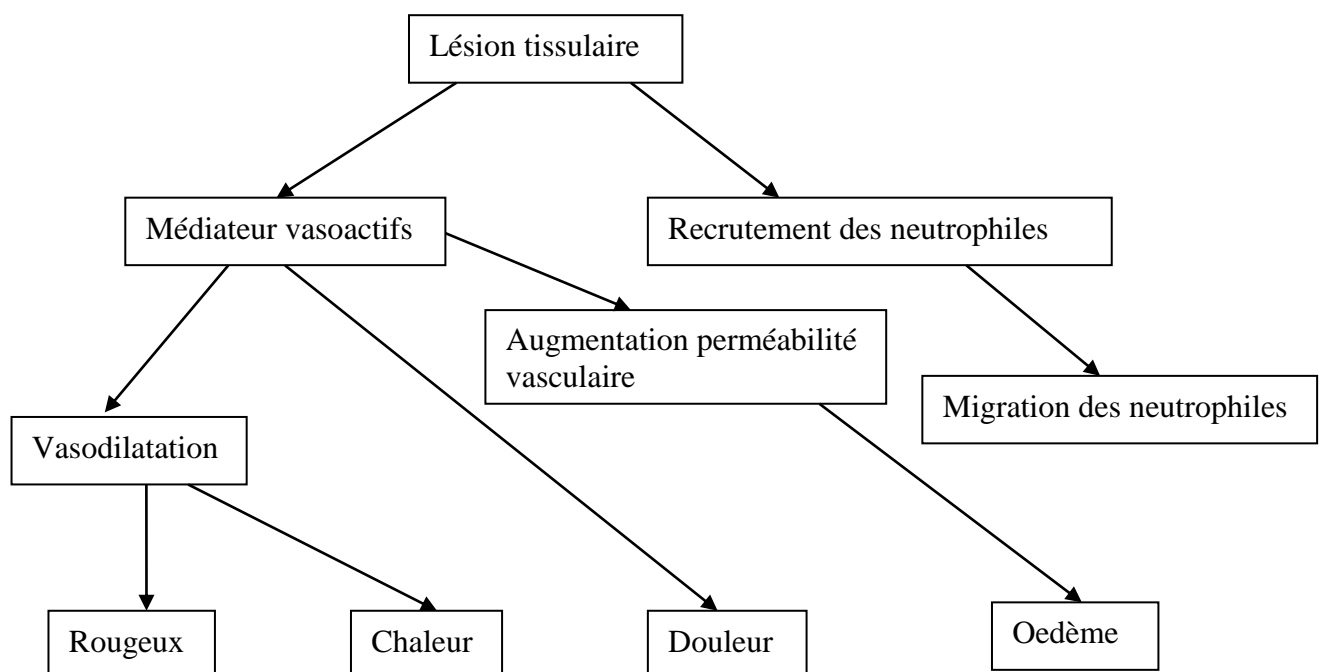 Lésion tissulaire
Médiateur vasoactifs
Recrutement des neutrophiles
Augmentation perméabilité
vasculaire
Migration des neutrophiles
Vasodilatation
Rougeux
Chaleur
Douleur
Oedème